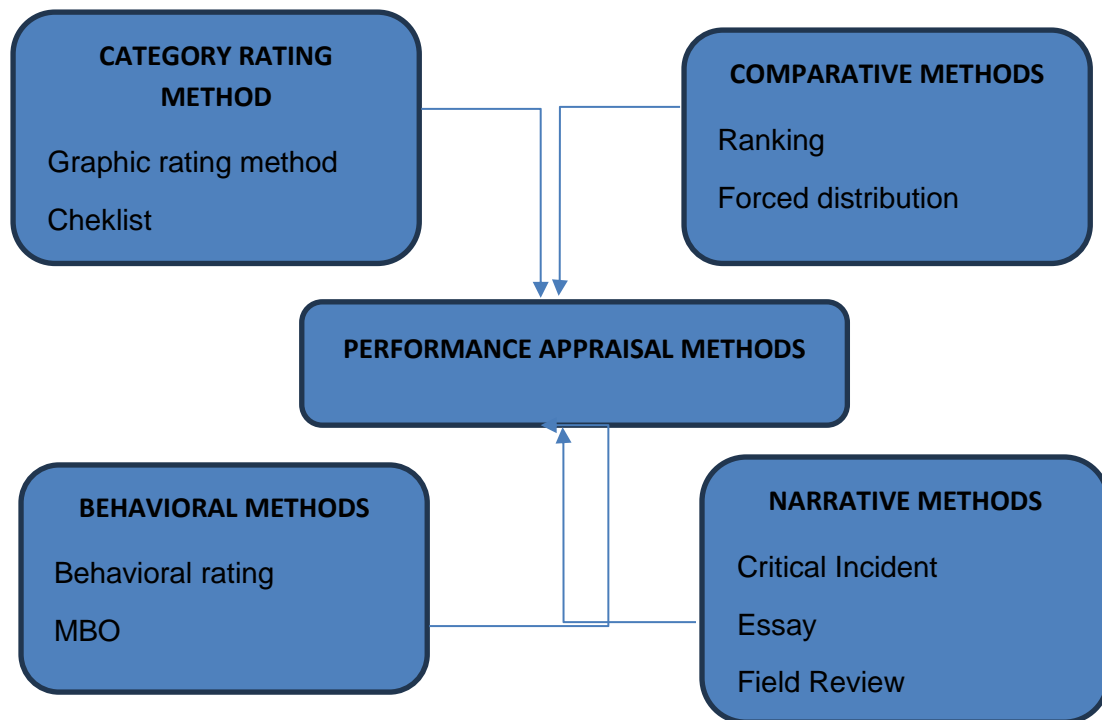 CATEGORY RATING
METHOD
Graphic rating method
Cheklist
COMPARATIVE METHODS
Ranking
Forced distribution
PERFORMANCE APPRAISAL METHODS
BEHAVIORAL METHODS
Behavioral rating
MBO
NARRATIVE METHODS
Critical Incident
Essay
Field Review